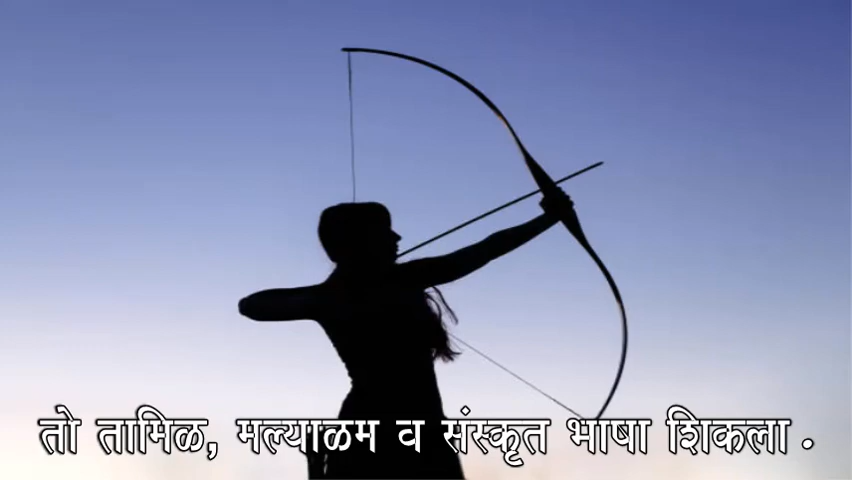 तो तामिळ, मल्याळम व संस्कृत भाषा शिकला .